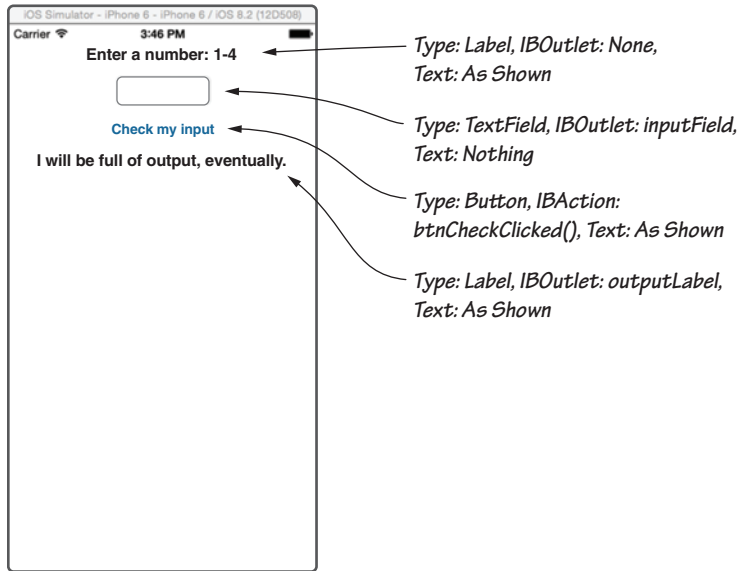 iOS Simulator - iPhone 6 - iPhone 6 / iOS 8.2 (12D508)
Carrier 3:46 PM
Enter a number: 1-4
Check my input
I will be full of output, eventually.
Type: Label, IBOutlet: None,
Text: As Shown
Type: TextField, IBOutlet: inputField,
Text: Nothing
Type: Button, IBAction:
btnCheckClicked(), Text: As Shown
Type: Label, IBOutlet: outputLabel,
Text: As Shown